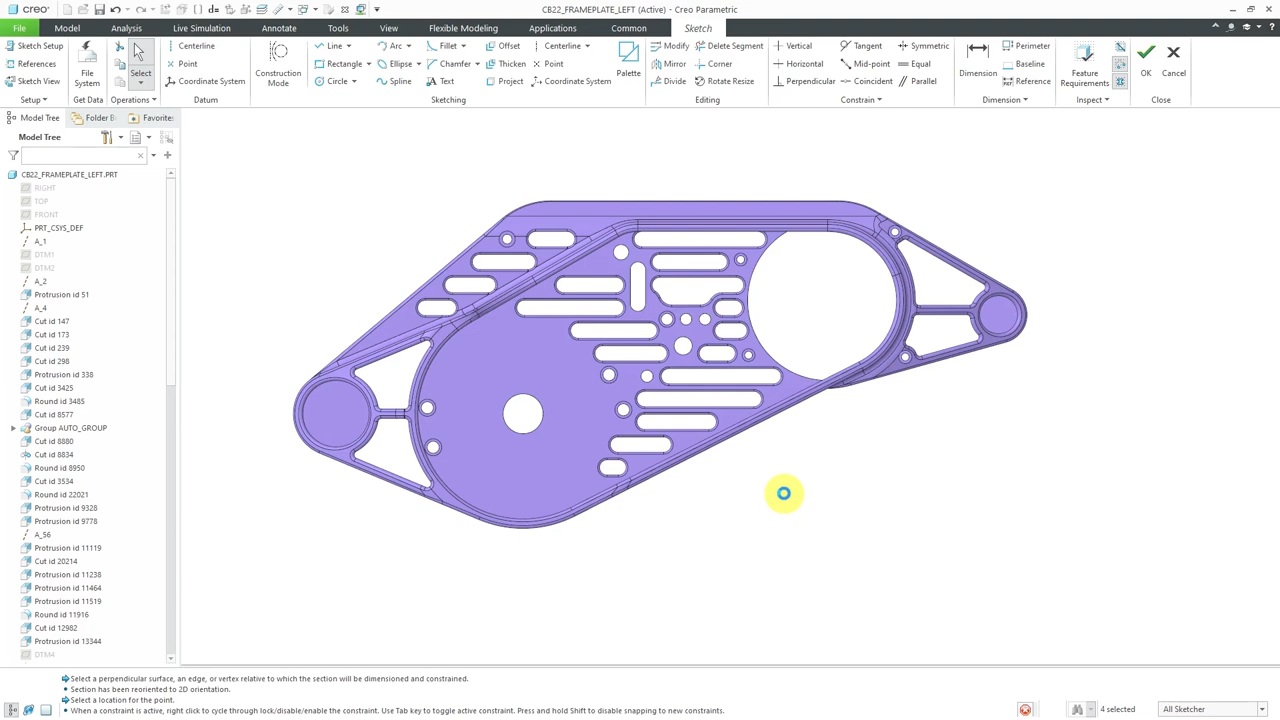 creo
CB22_FRAMEPLATE_LEFT (Active) - Creo Parametric
File Model Analysis Live Simulation Annotate Tools View Flexible Modeling Applications Common Sketch
Sketch Setup
References
Sketch View
Setup
File System
Get Data
Select
Operations
Centerline
Point
Coordinate System
Datum
Construction Mode
Line Arc Fillet Offset Centerline
Rectangle Ellipse Chamfer Thicken Point
Circle Spline Text Project Coordinate System
Palette
Sketching
Modify Delete Segment
Mirror Corner
Divide Rotate Resize
Editing
Vertical Tangent Symmetric
Horizontal Mid-point Equal
Perpendicular Coincident Parallel
Constrain
Dimension
Perimeter
Baseline
Reference
Dimension
Feature Requirements
Inspect
OK
Cancel
Close
Model Tree Folder B Favorite
Model Tree
CB22_FRAMEPLATE_LEFT.PRT
RIGHT
TOP
FRONT
PRT_CSYS_DEF
A_1
DTM1
DTM2
A_2
Protrusion id 51
A_4
Cut id 147
Cut id 173
Cut id 239
Cut id 298
Protrusion id 338
Cut id 3425
Round id 3485
Cut id 8577
Group AUTO_GROUP
Cut id 8880
Cut id 8834
Round id 8950
Cut id 3534
Round id 22021
Protrusion id 9328
Protrusion id 9778
A_56
Protrusion id 11119
Cut id 20214
Protrusion id 11238
Protrusion id 11464
Protrusion id 11519
Round id 11916
Cut id 12982
Protrusion id 13344
DTM4
Select a perpendicular surface, an edge, or vertex relative to which the section will be dimensioned and constrained.
• Section has been reoriented to 2D orientation.
Select a location for the point.
• When a constraint is active, right click to cycle through lock/disable/enable the constraint. Use Tab key to toggle active constraint. Press and hold Shift to disable snapping to new constraints.
4 selected
All Sketcher